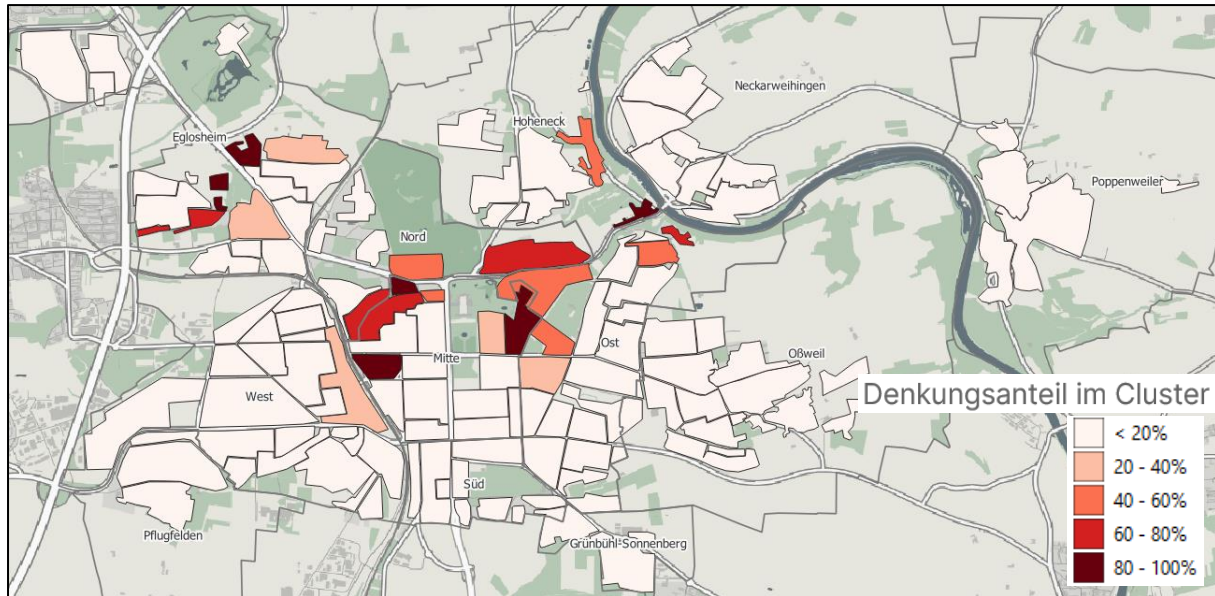 Neckarweihingen
Hoheneck
Eglosheim
Poppenweiler
Nord
Ost
Mitte
Oßweil
West
Denkungsanteil im Cluster
< 20%
20 - 40%
40 - 60%
60 - 80%
80 - 100%
Süd
Pflugfelden
Grünbühl-Sonnenberg